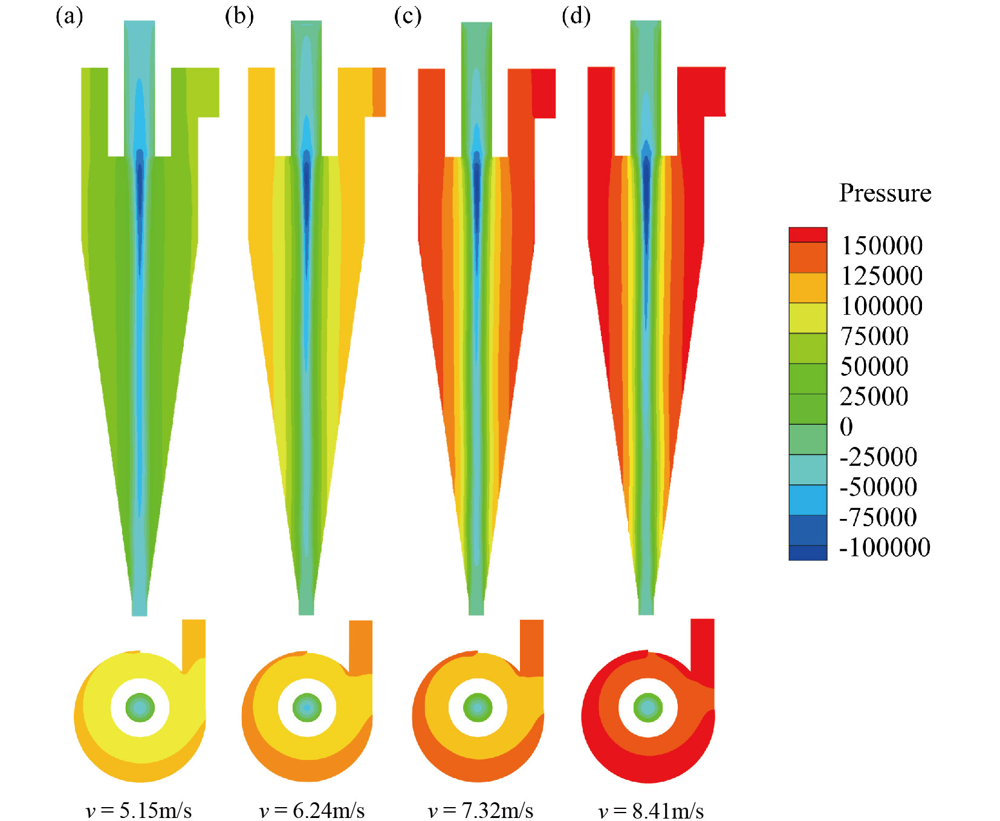 (a)
(b)
(c)
(d)
Pressure
150000
125000
100000
75000
50000
25000
0
-25000
-50000
-75000
-100000
v = 5.15m/s
v = 6.24m/s
v = 7.32m/s
v = 8.41m/s